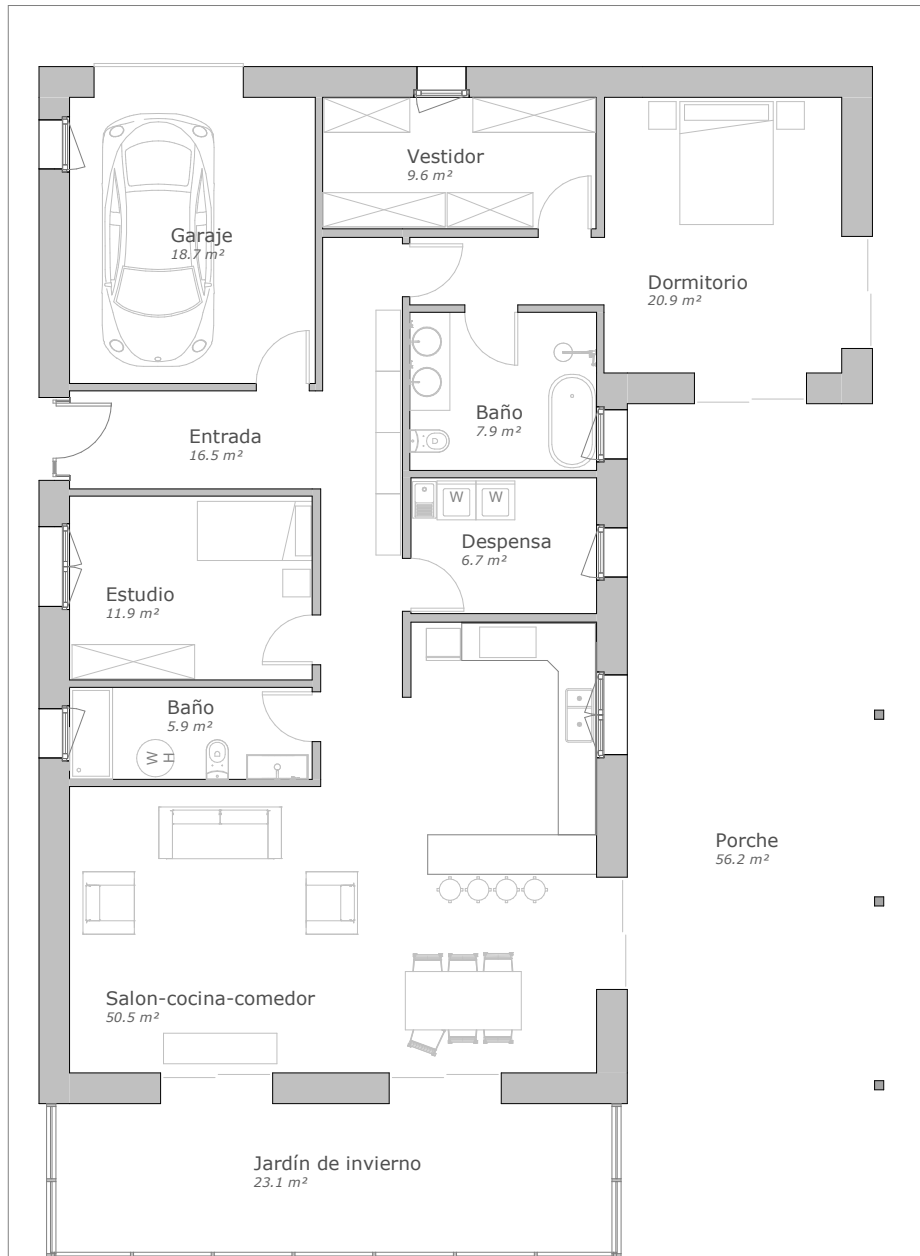 Vestidor
9.6 m²
Garaje
18.7 m²
Dormitorio
20.9 m²
Baño
7.9 m²
Entrada
16.5 m²
W W
Despensa
6.7 m²
Estudio
11.9 m²
Baño
5.9 m²
W
H
Porche
56.2 m²
Salon-cocina-comedor
50.5 m²
Jardín de invierno
23.1 m²